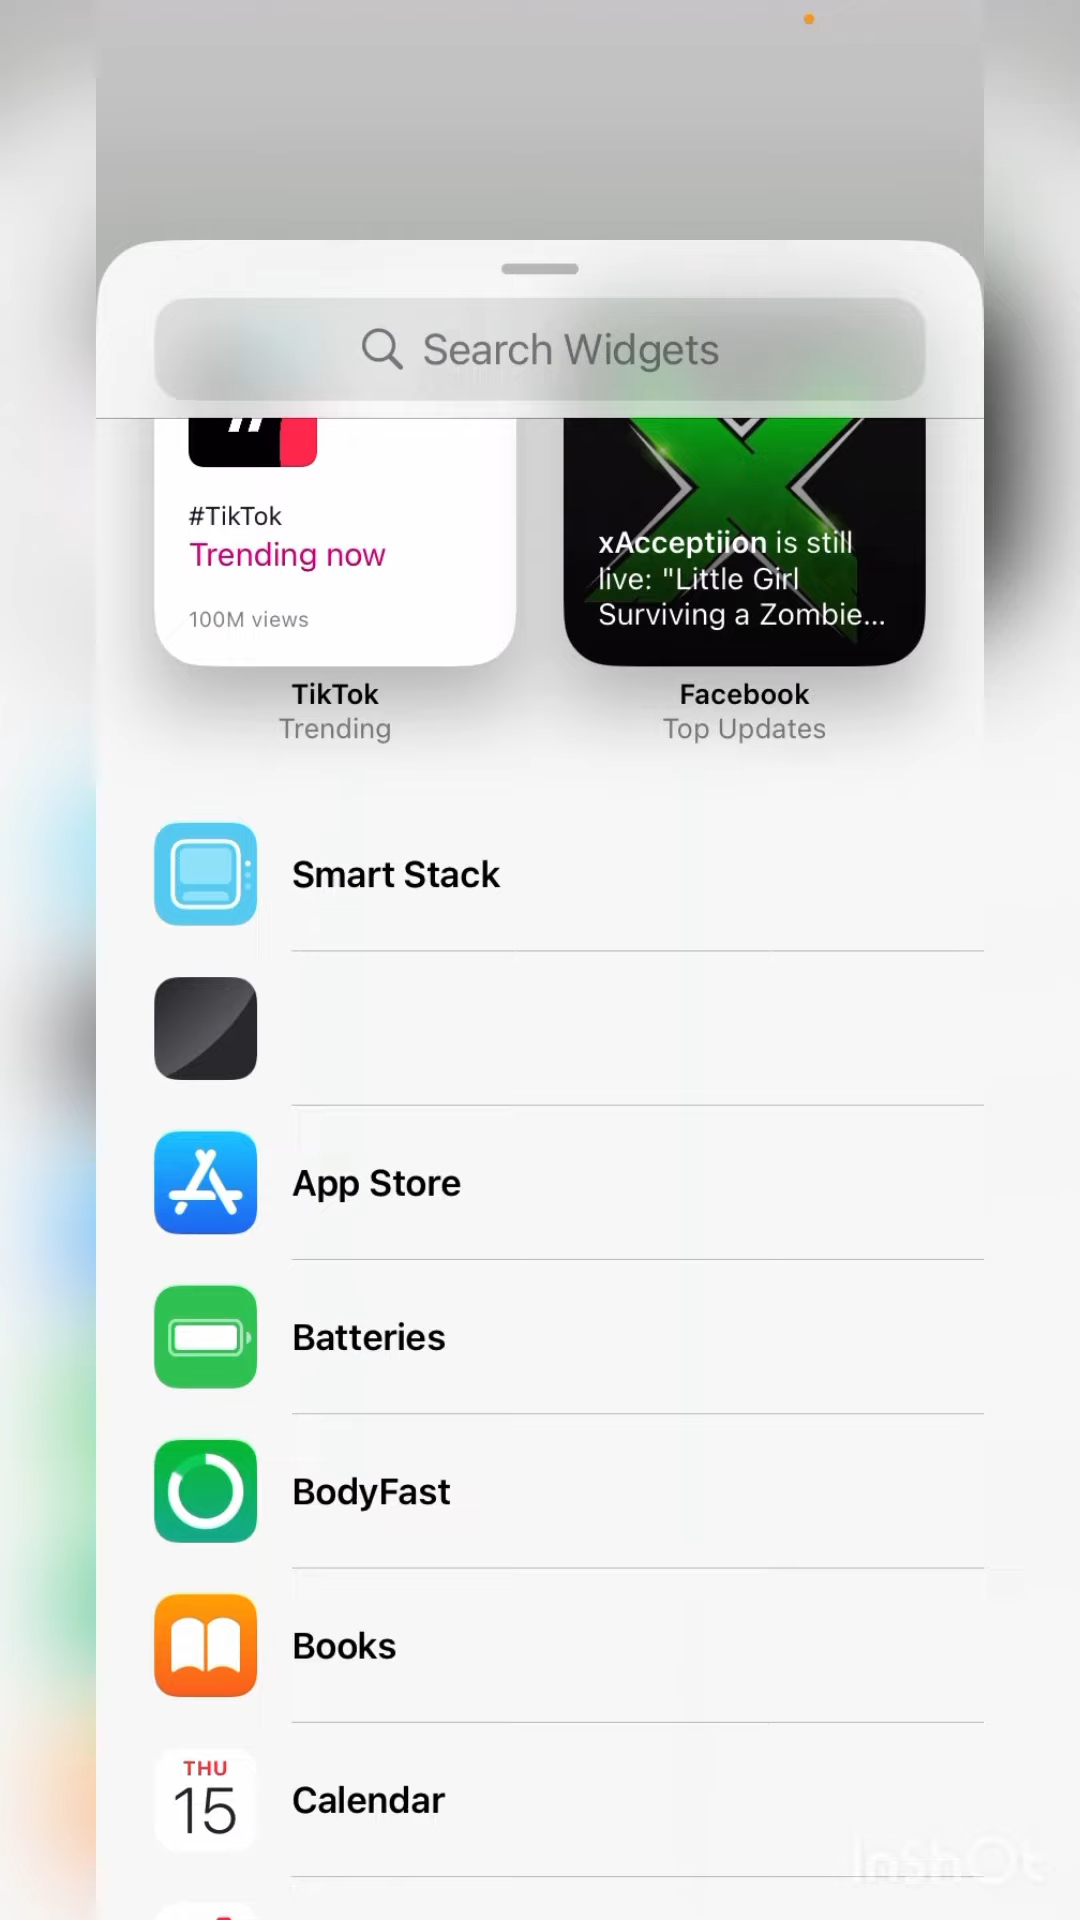 Search Widgets
#TikTok
Trending now
100M views
TikTok
Trending
xAcceptiion is still
live: "Little Girl
Surviving a Zombie...
Facebook
Top Updates
Smart Stack
App Store
Batteries
BodyFast
Books
THU
15
Calendar
InShOt